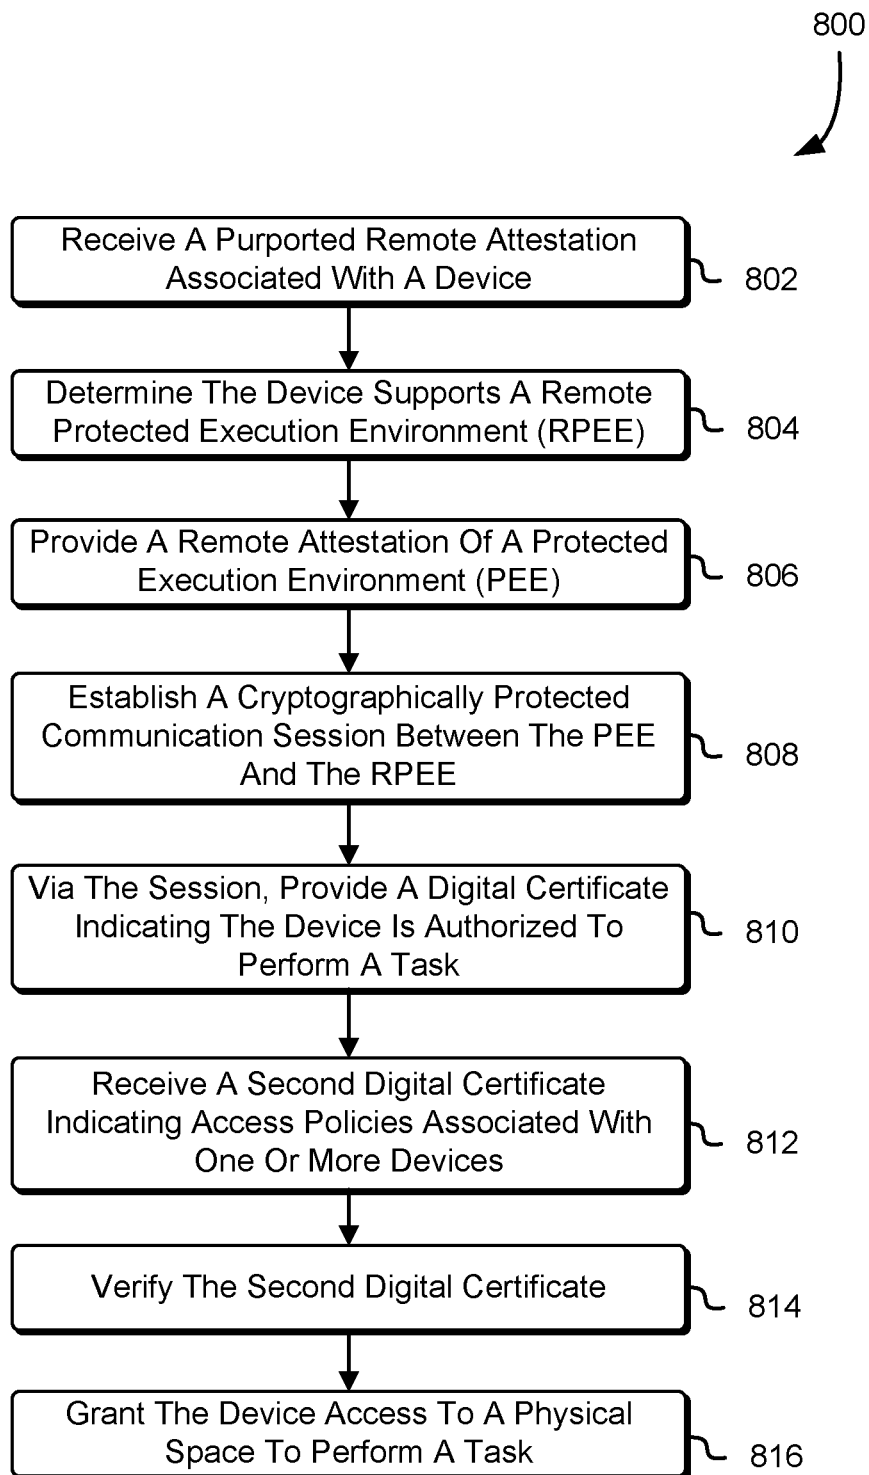 800
Receive A Purported Remote Attestation
Associated With A Device
802
Determine The Device Supports A Remote
Protected Execution Environment (RPEE)
804
Provide A Remote Attestation Of A Protected
Execution Environment (PEE)
806
Establish A Cryptographically Protected
Communication Session Between The PEE
And The RPEE
808
Via The Session, Provide A Digital Certificate
Indicating The Device Is Authorized To
Perform A Task
810
Receive A Second Digital Certificate
Indicating Access Policies Associated With
One Or More Devices
812
Verify The Second Digital Certificate
814
Grant The Device Access To A Physical
Space To Perform A Task
816